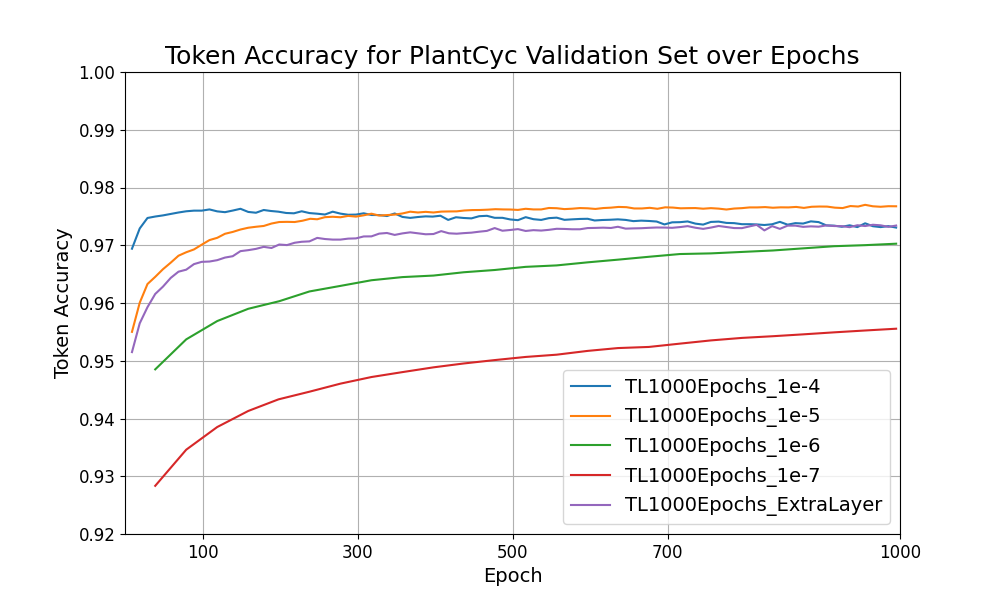 Token Accuracy for PlantCyc Validation Set over Epochs
1.00
0.99
0.98
0.97
0.96
0.95
0.94
0.93
0.92
Token Accuracy
TL1000Epochs_1e-4
TL1000Epochs_1e-5
TL1000Epochs_1e-6
TL1000Epochs_1e-7
TL1000Epochs_ExtraLayer
100 300 500 700 1000
Epoch